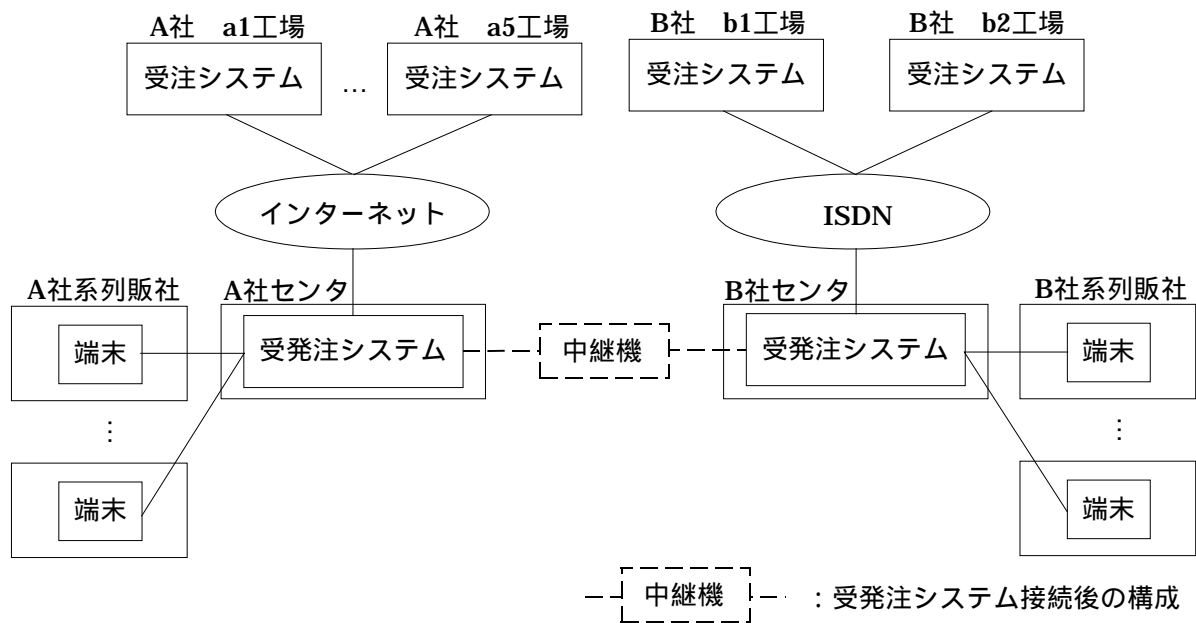 A社 a1工場 A社 a5工場 B社 b1工場 B社 b2工場
受注システム … 受注システム 受注システム 受注システム
インターネット ISDN
A社系列販社 A社センタ B社センタ B社系列販社
端末 受発注システム 中継機 受発注システム 端末
⋮ ⋮
端末 端末
中継機 :受発注システム接続後の構成